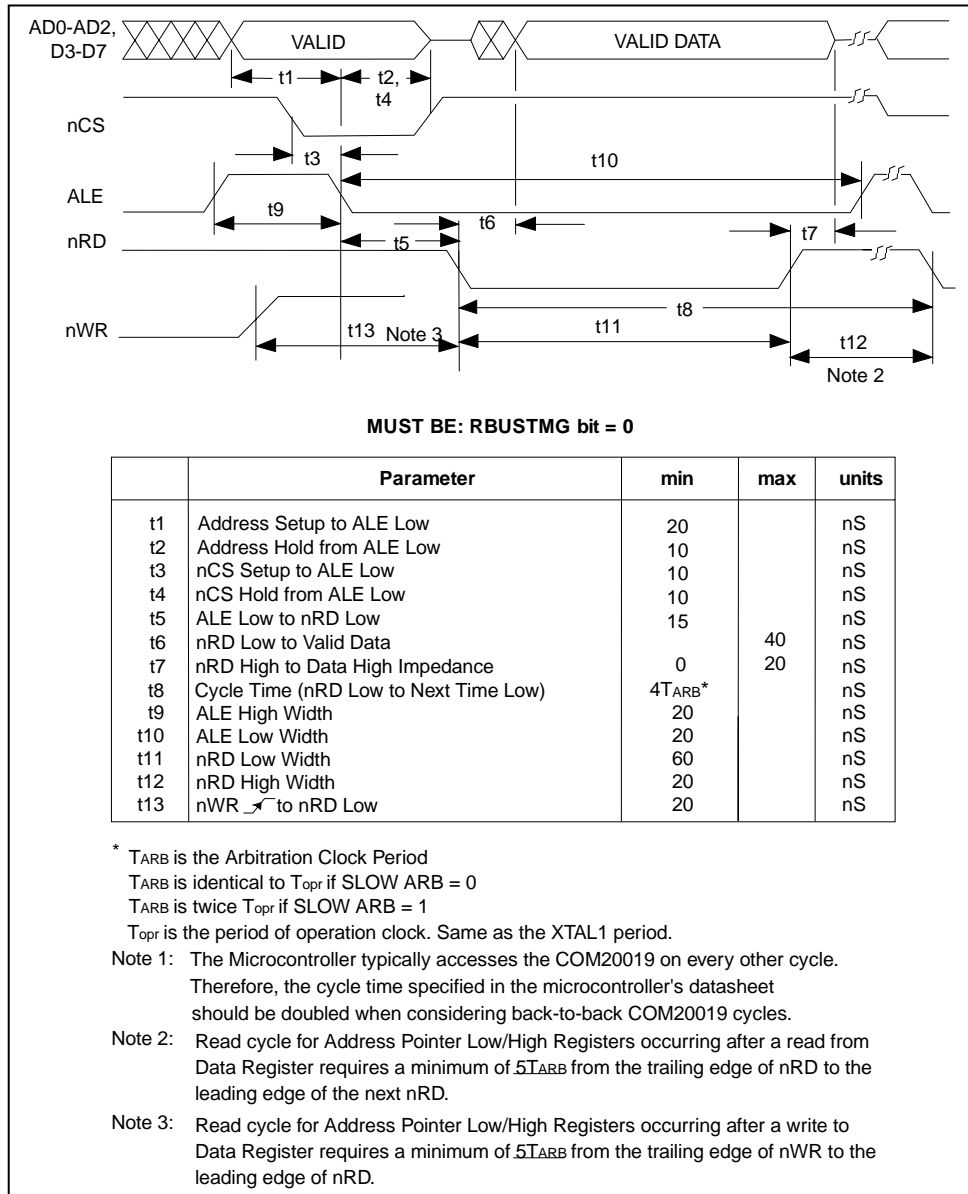 AD0-AD2,
D3-D7
VALID
VALID DATA
t1
t2,
t4
nCS
t3
t10
ALE
t9
t6
t7
nRD
t5
t8
nWR
t13
Note 3
t11
t12
Note 2
MUST BE: RBUSTMG bit = 0
Parameter min max units
t1 Address Setup to ALE Low 20 nS
t2 Address Hold from ALE Low 10 nS
t3 nCS Setup to ALE Low 10 nS
t4 nCS Hold from ALE Low 10 nS
t5 ALE Low to nRD Low 15 nS
t6 nRD Low to Valid Data 40 nS
t7 nRD High to Data High Impedance 0 20 nS
t8 Cycle Time (nRD Low to Next Time Low) 4TARB* nS
t9 ALE High Width 20 nS
t10 ALE Low Width 20 nS
t11 nRD Low Width 60 nS
t12 nRD High Width 20 nS
t13 nWR to nRD Low 20 nS
* TARB is the Arbitration Clock Period
TARB is identical to Topr if SLOW ARB = 0
TARB is twice Topr if SLOW ARB = 1
Topr is the period of operation clock. Same as the XTAL1 period.
Note 1: The Microcontroller typically accesses the COM20019 on every other cycle.
Therefore, the cycle time specified in the microcontroller's datasheet
should be doubled when considering back-to-back COM20019 cycles.
Note 2: Read cycle for Address Pointer Low/High Registers occurring after a read from
Data Register requires a minimum of 5TARB from the trailing edge of nRD to the
leading edge of the next nRD.
Note 3: Read cycle for Address Pointer Low/High Registers occurring after a write to
Data Register requires a minimum of 5TARB from the trailing edge of nWR to the
leading edge of nRD.